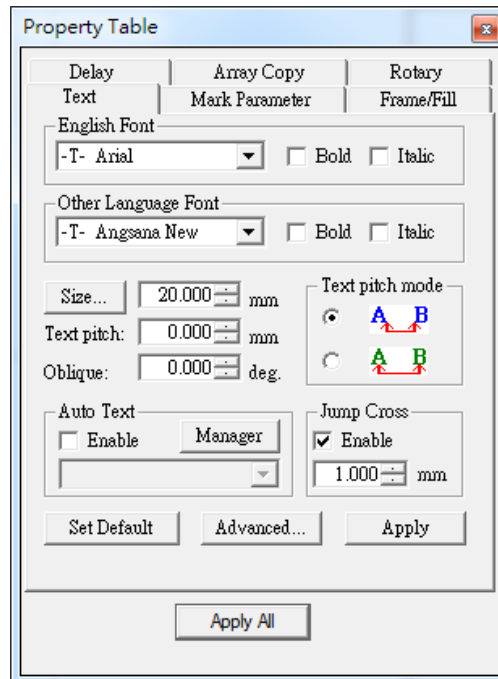 Property Table
x
Delay Array Copy Rotary
Text Mark Parameter Frame/Fill
English Font
-T- Arial Bold Italic
Other Language Font
-T- Angsana New Bold Italic
Size... 20.000 mm
Text pitch: 0.000 mm
Oblique: 0.000 deg.
Text pitch mode
A B
A B
Auto Text
Enable Manager
Jump Cross
Enable
1.000 mm
Set Default Advanced... Apply
Apply All